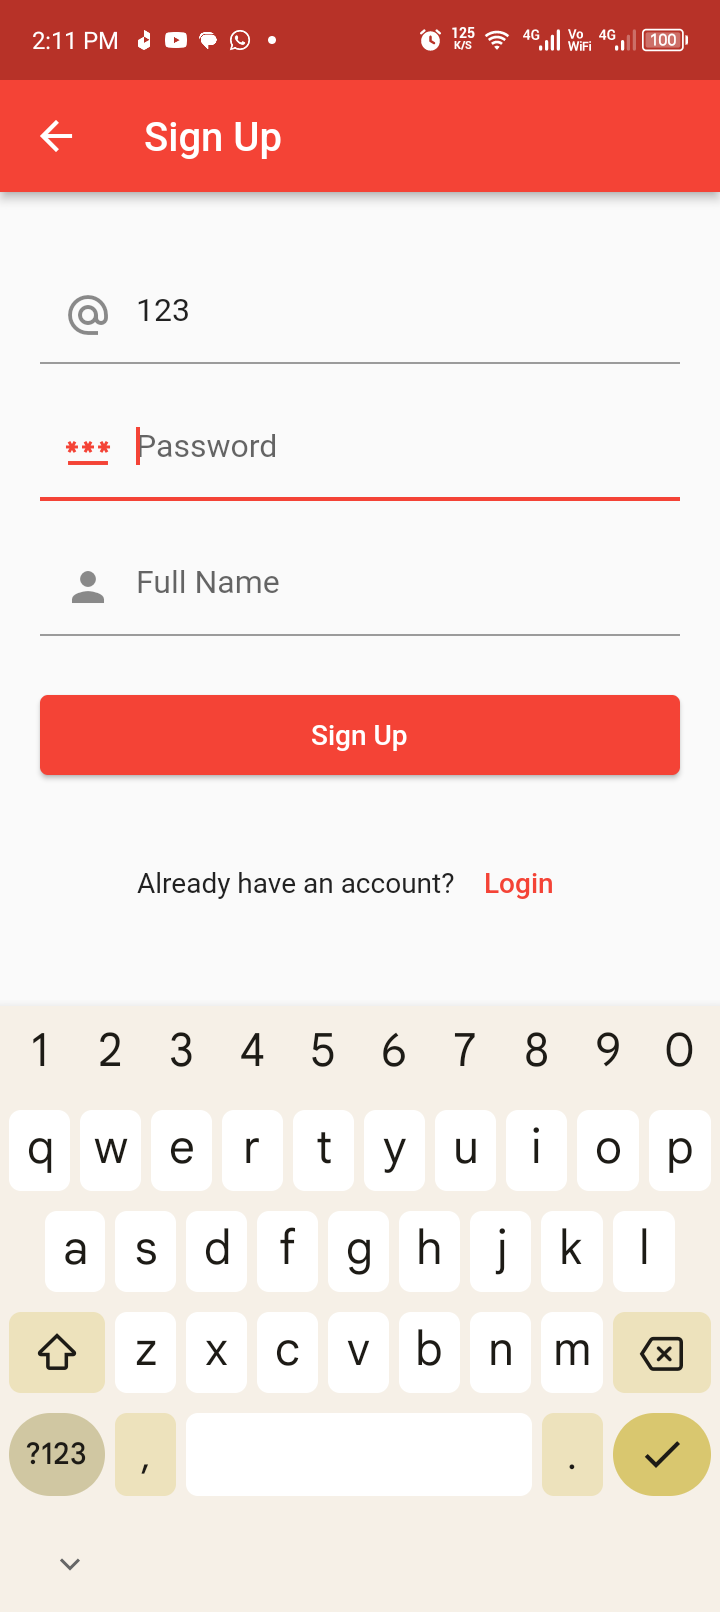 2:11 PM 125 K/S 4G Vo WiFi 4G 100
Sign Up
123
Password
Full Name
Sign Up
Already have an account? Login
1 2 3 4 5 6 7 8 9 0
q w e r t y u i o p
a s d f g h j k l
z x c v b n m
?123 , .